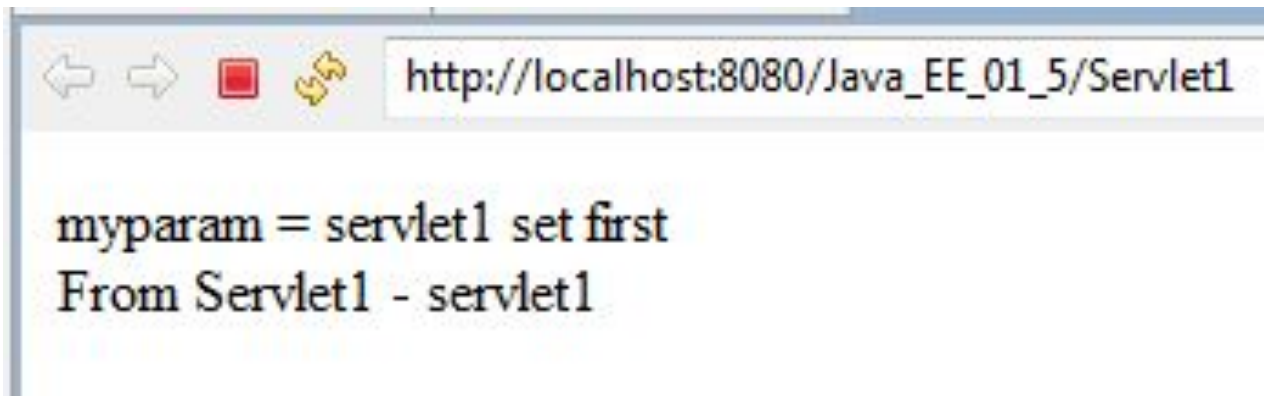 http://localhost:8080/Java_EE_01_5/Servlet1
myparam = servlet1 set first
From Servlet1 - servlet1